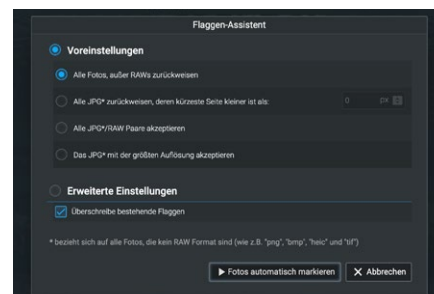 Flaggen-Assistent
Voreinstellungen
Alle Fotos, außer RAWs zurückweisen
Alle JPG* zurückweisen, deren kürzeste Seite kleiner ist als: 0 px
Alle JPG*/RAW Paare akzeptieren
Das JPG* mit der größten Auflösung akzeptieren
Erweiterte Einstellungen
Überschreibe bestehende Flaggen
* bezieht sich auf alle Fotos, die kein RAW Format sind (wie z.B. "png", "bmp", "heic" und "tif")
Fotos automatisch markieren Abbrechen